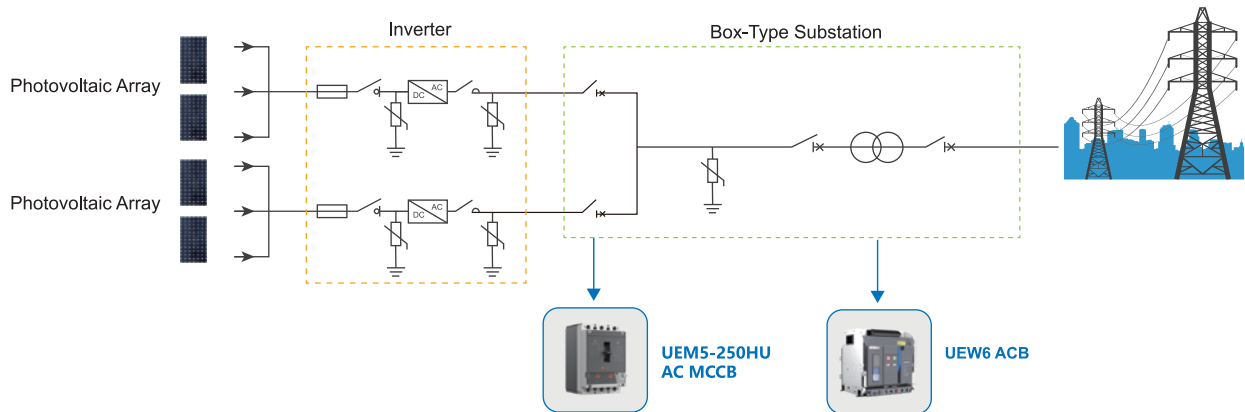 Inverter
Box-Type Substation
Photovoltaic Array
AC
DC
Photovoltaic Array
AC
DC
UEM5-250HU
AC MCCB
UEW6 ACB